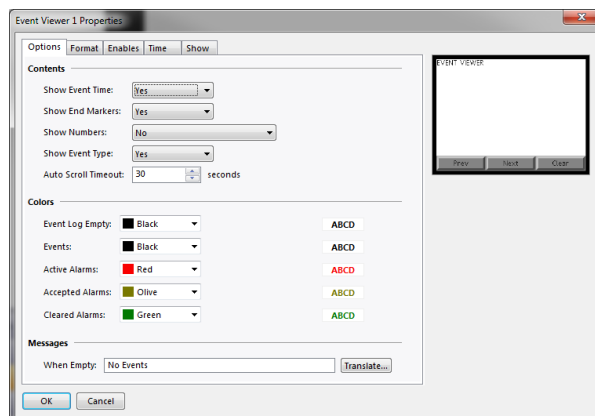 Event Viewer 1 Properties
Options Format Enables Time Show
Contents
Show Event Time: Yes
Show End Markers: Yes
Show Numbers: No
Show Event Type: Yes
Auto Scroll Timeout: 30 seconds
Colors
Event Log Empty: Black ABCD
Events: Black ABCD
Active Alarms: Red ABCD
Accepted Alarms: Olive ABCD
Cleared Alarms: Green ABCD
Messages
When Empty: No Events Translate...
OK Cancel
EVENT VIEWER
Prev Next Clear